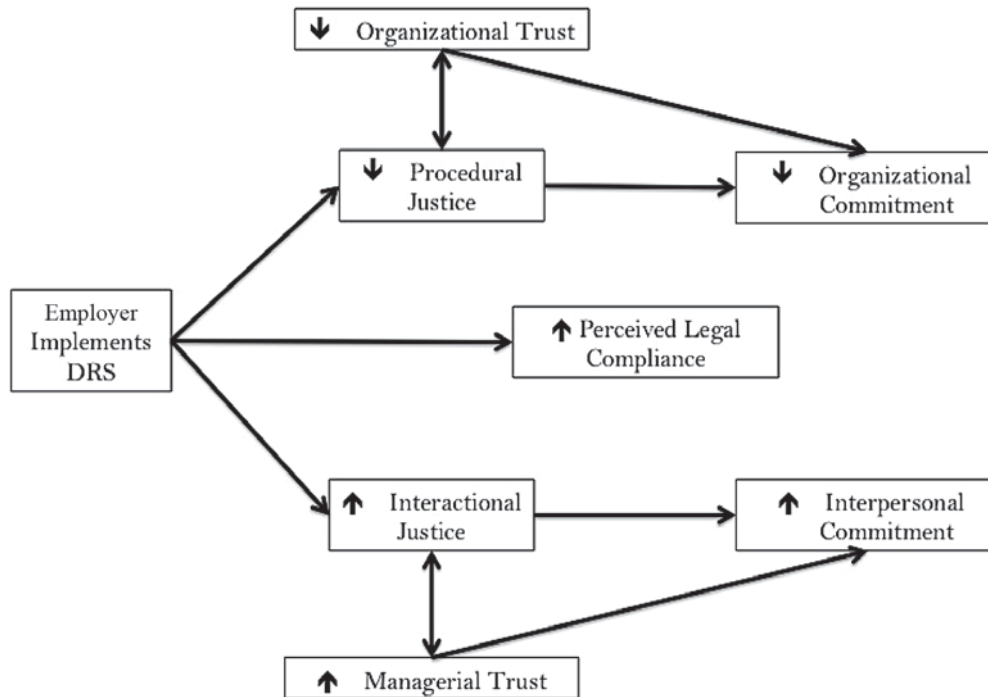 ↓ Organizational Trust
↓ Procedural
Justice
↓ Organizational
Commitment
Employer
Implements
DRS
↑ Perceived Legal
Compliance
↑ Interactional
Justice
↑ Interpersonal
Commitment
↑ Managerial Trust